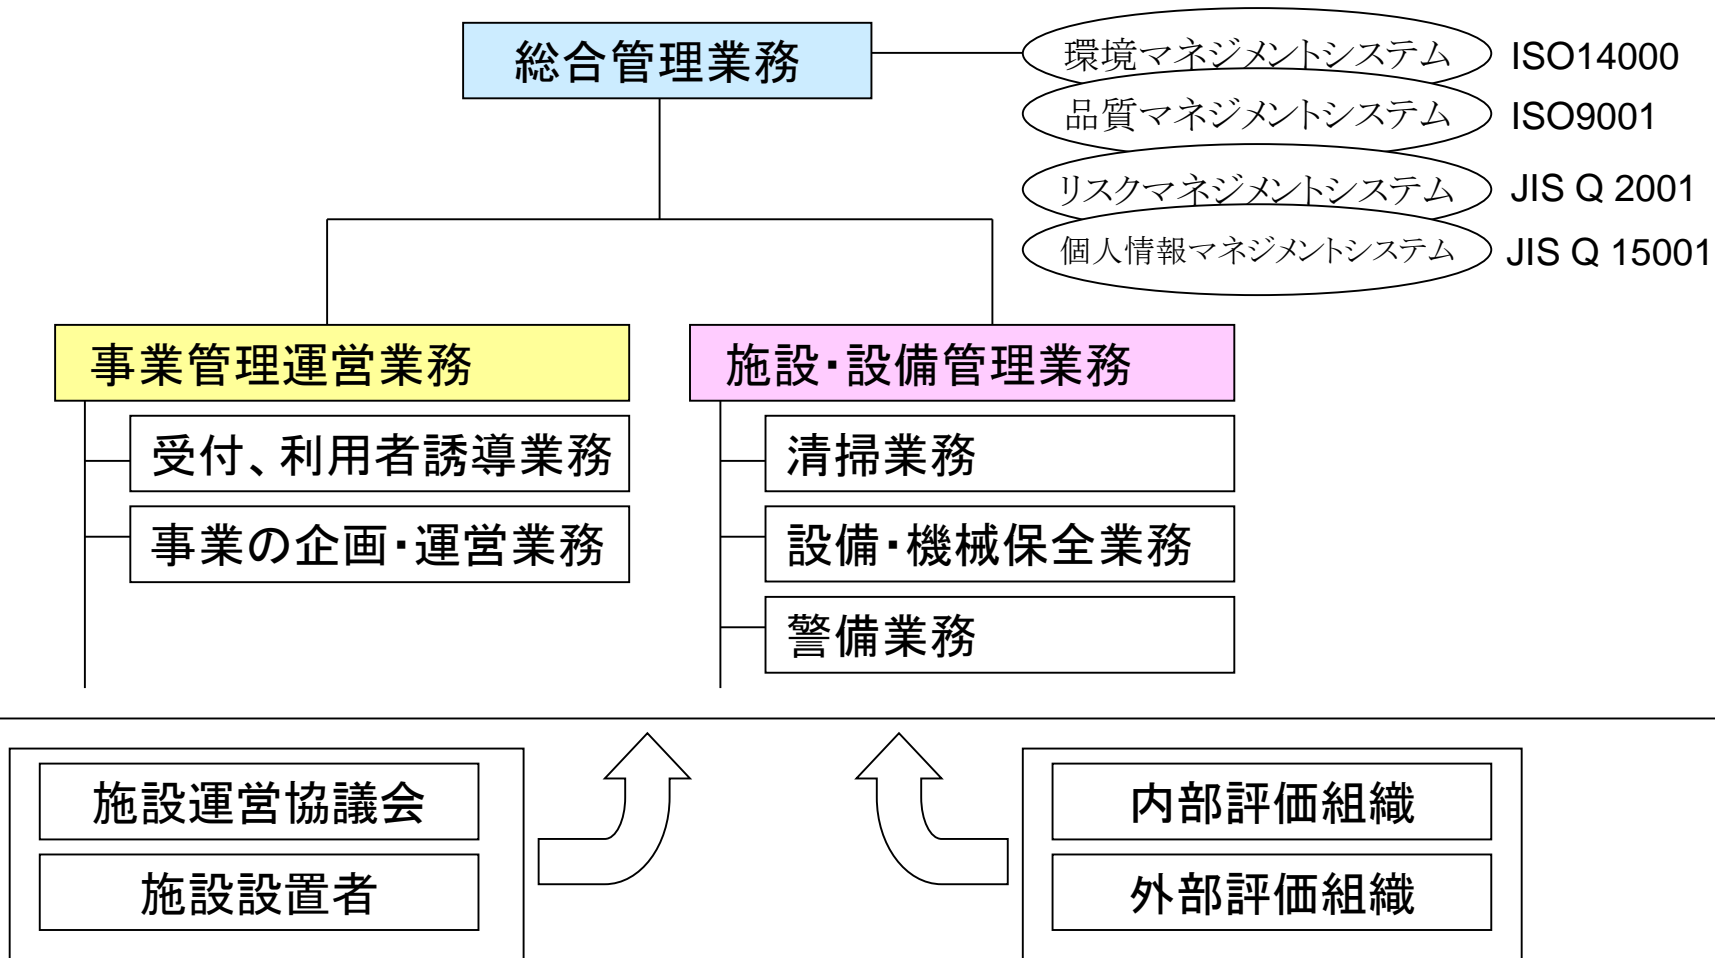 総合管理業務
環境マネジメントシステム ISO14000
品質マネジメントシステム ISO9001
リスクマネジメントシステム JIS Q 2001
個人情報マネジメントシステム JIS Q 15001
事業管理運営業務
受付、利用者誘導業務
事業の企画・運営業務
施設・設備管理業務
清掃業務
設備・機械保全業務
警備業務
施設運営協議会
施設設置者
内部評価組織
外部評価組織